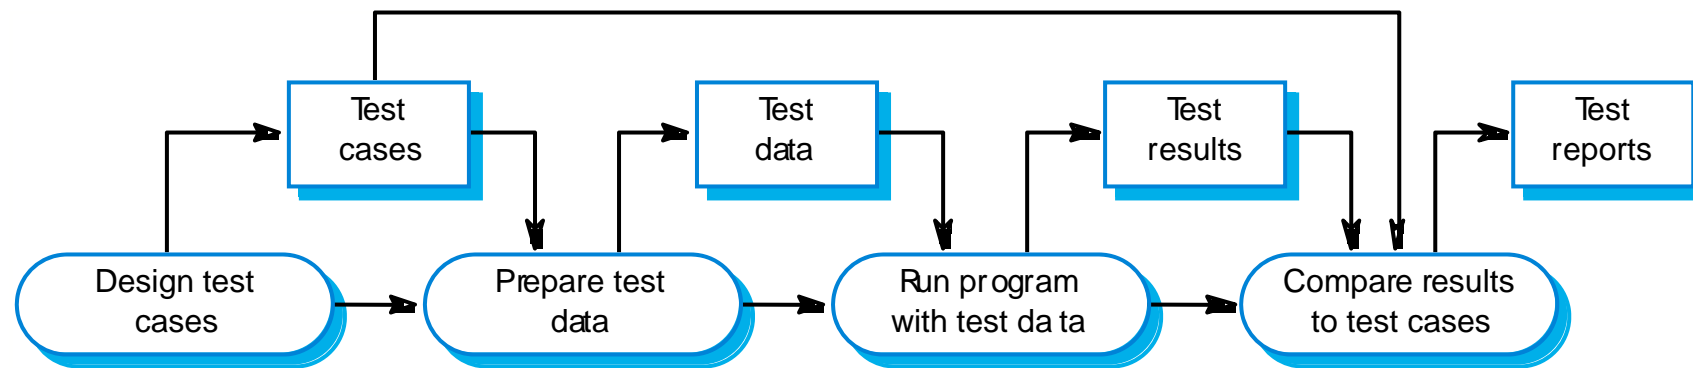 Test
cases
Test
data
Test
results
Test
reports
Design test
cases
Prepare test
data
Run program
with test data
Compare results
to test cases